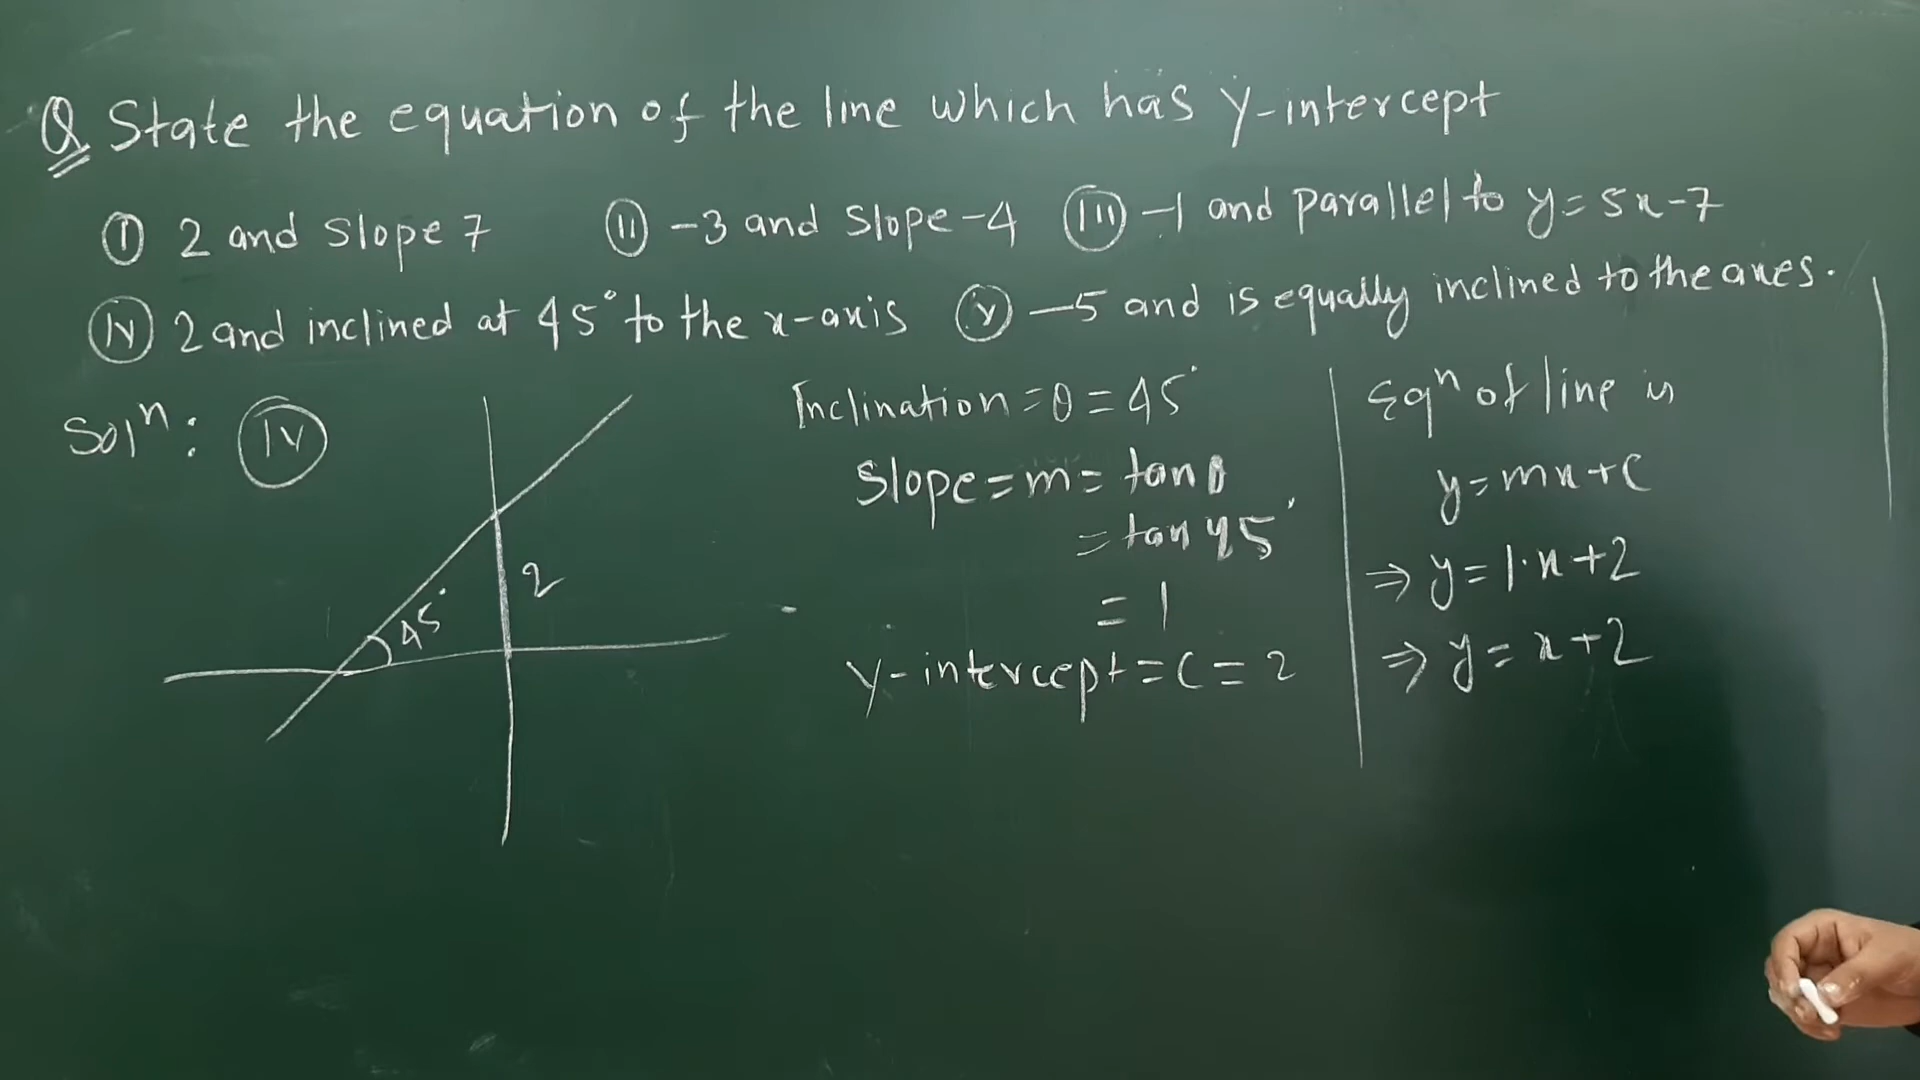 Q State the equation of the line which has y-intercept
(i) 2 and slope 7 (ii) -3 and slope -4 (iii) -1 and parallel to y=5x-7
(iv) 2 and inclined at 45° to the x-axis (v) -5 and is equally inclined to the axes.
Solⁿ: (iv)
2
45°
Inclination = θ = 45°
Slope = m = tan θ
= tan 45°
= 1
y-intercept = c = 2
Eqⁿ of line is
y=mx+c
⇒ y=1·x+2
⇒ y=x+2